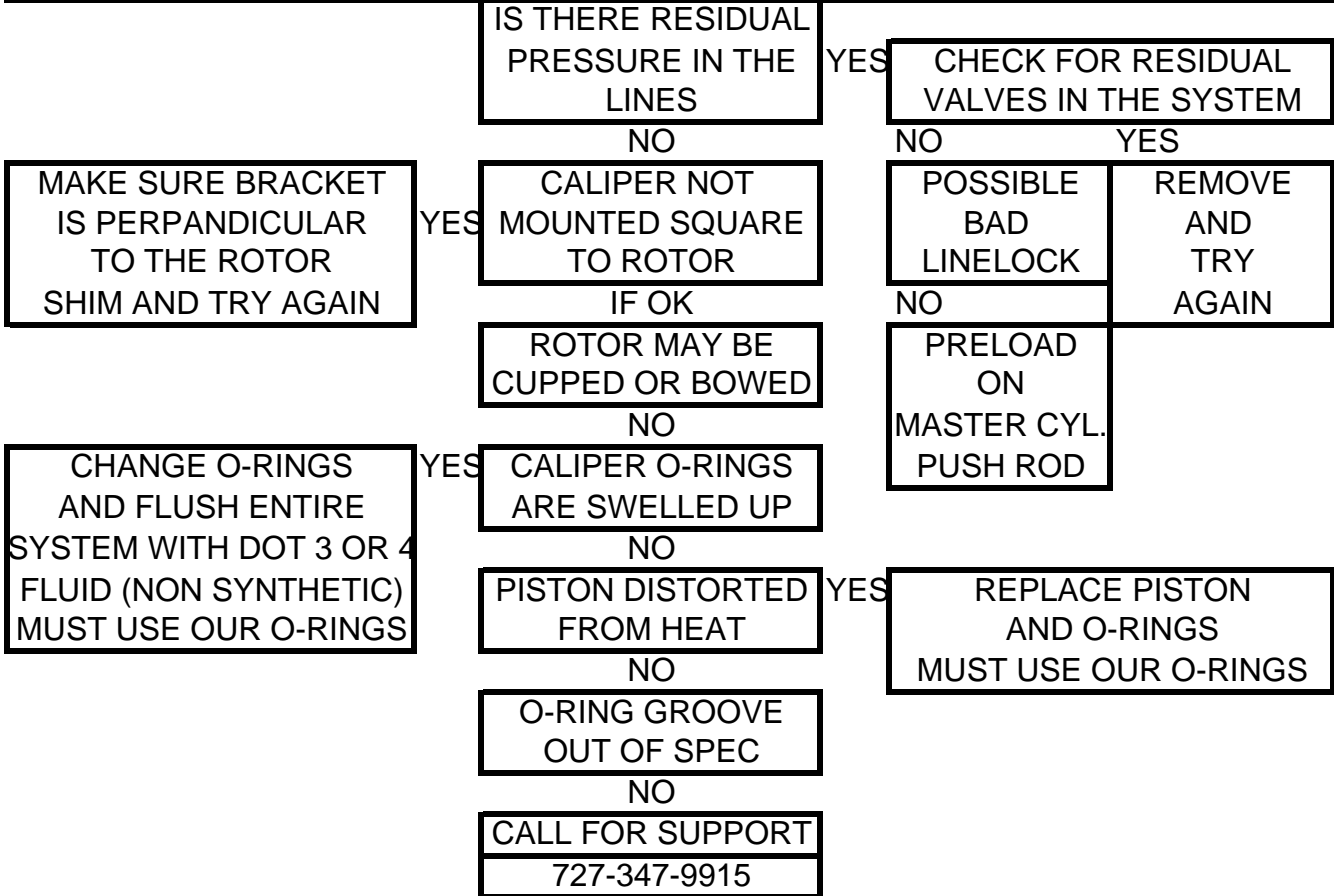 IS THERE RESIDUAL
PRESSURE IN THE
LINES
YES
CHECK FOR RESIDUAL
VALVES IN THE SYSTEM
NO
NO
YES
MAKE SURE BRACKET
IS PERPANDICULAR
TO THE ROTOR
SHIM AND TRY AGAIN
YES
CALIPER NOT
MOUNTED SQUARE
TO ROTOR
POSSIBLE
BAD
LINELOCK
REMOVE
AND
TRY
AGAIN
IF OK
NO
ROTOR MAY BE
CUPPED OR BOWED
PRELOAD
ON
MASTER CYL.
PUSH ROD
NO
CHANGE O-RINGS
AND FLUSH ENTIRE
SYSTEM WITH DOT 3 OR 4
FLUID (NON SYNTHETIC)
MUST USE OUR O-RINGS
YES
CALIPER O-RINGS
ARE SWELLED UP
NO
PISTON DISTORTED
FROM HEAT
YES
REPLACE PISTON
AND O-RINGS
MUST USE OUR O-RINGS
NO
O-RING GROOVE
OUT OF SPEC
NO
CALL FOR SUPPORT
727-347-9915